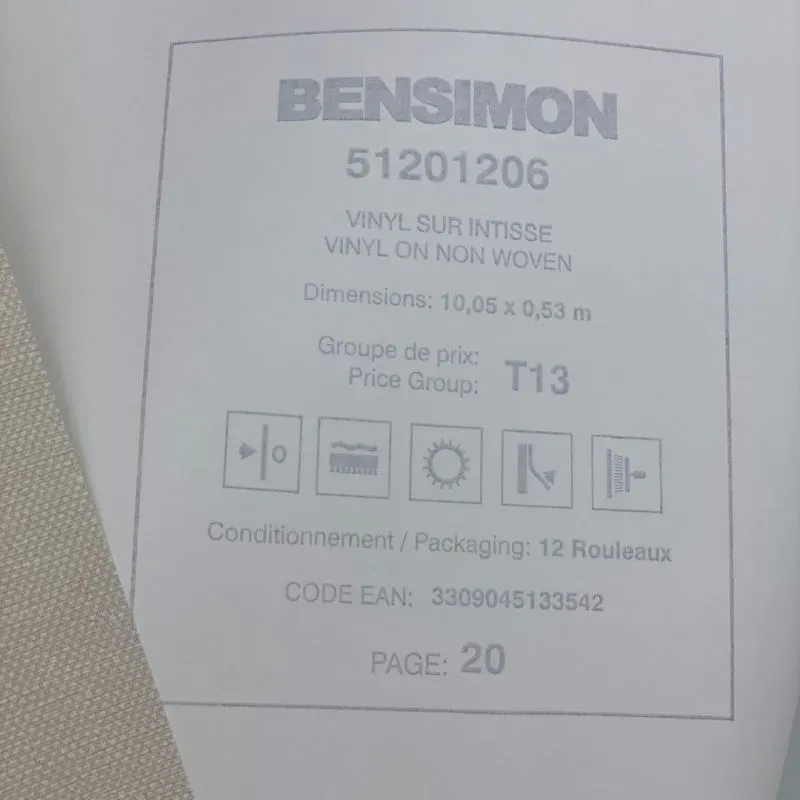 BENSIMON
51201206
VINYL SUR INTISSE
VINYL ON NON WOVEN
Dimensions: 10,05 x 0,53 m
Groupe de prix:
Price Group: T13
Conditionnement / Packaging: 12 Rouleaux
CODE EAN: 3309045133542
PAGE: 20